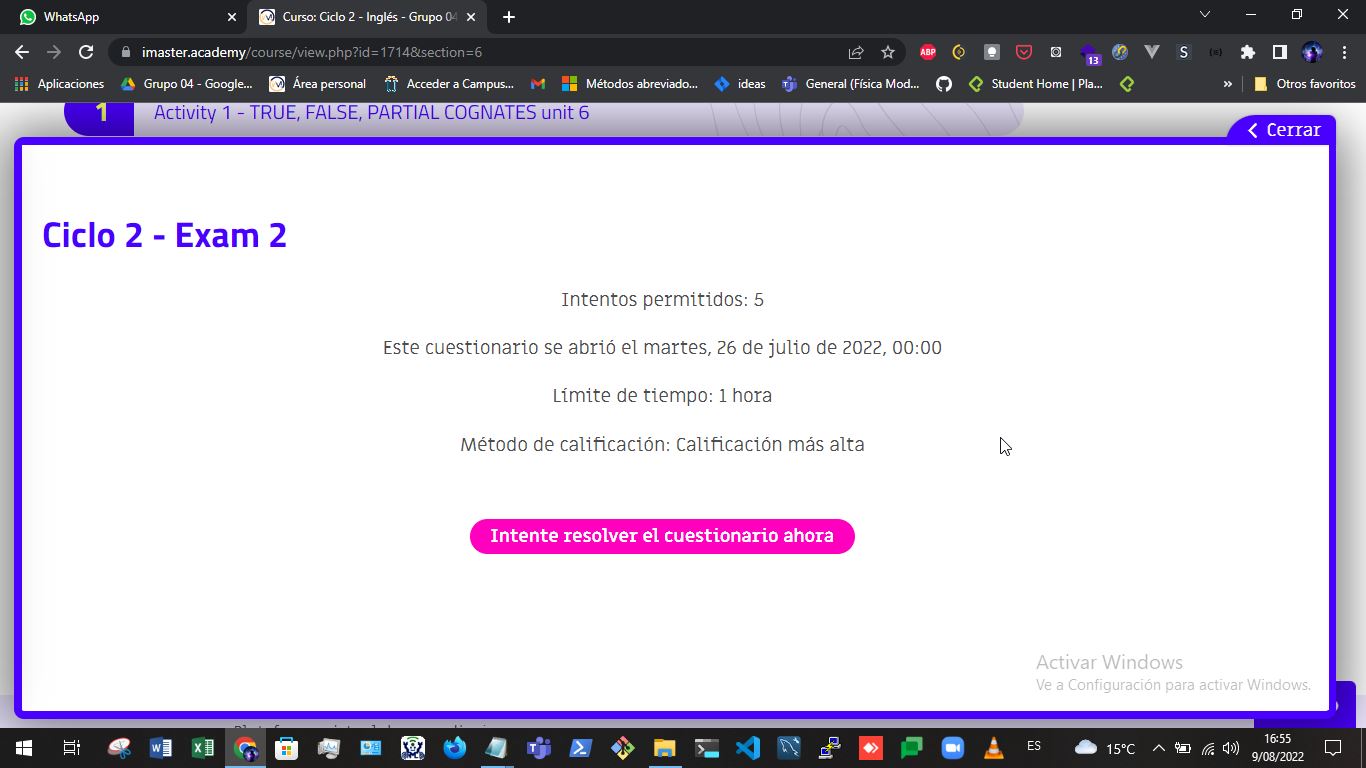 WhatsApp
Curso: Ciclo 2 - Inglés - Grupo 04
imaster.academy/course/view.php?id=1714&section=6
ABP
13
S
Aplicaciones
Grupo 04 - Google...
Área personal
Acceder a Campus...
Métodos abreviado...
ideas
General (Física Mod...
Student Home | Pla...
»
Otros favoritos
1
Activity 1 - TRUE, FALSE, PARTIAL COGNATES unit 6
Cerrar
Ciclo 2 - Exam 2
Intentos permitidos: 5
Este cuestionario se abrió el martes, 26 de julio de 2022, 00:00
Límite de tiempo: 1 hora
Método de calificación: Calificación más alta
Intente resolver el cuestionario ahora
Activar Windows
Ve a Configuración para activar Windows.
ES
15°C
16:55
9/08/2022